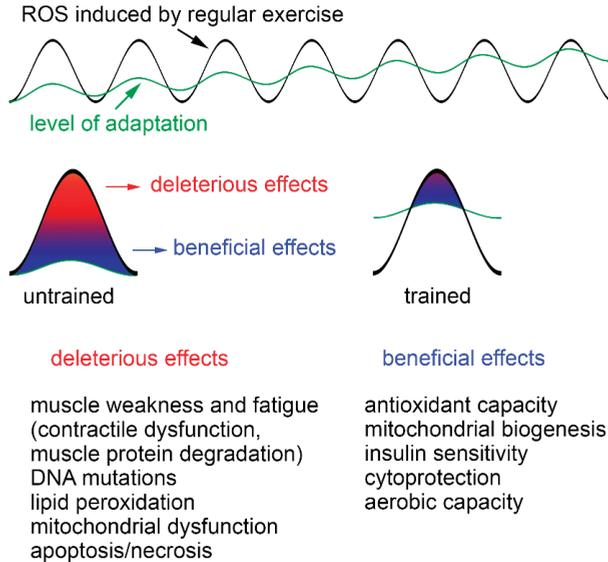 ROS induced by regular exercise
level of adaptation
deleterious effects
beneficial effects
untrained
trained
deleterious effects
muscle weakness and fatigue
(contractile dysfunction,
muscle protein degradation)
DNA mutations
lipid peroxidation
mitochondrial dysfunction
apoptosis/necrosis
beneficial effects
antioxidant capacity
mitochondrial biogenesis
insulin sensitivity
cytoprotection
aerobic capacity